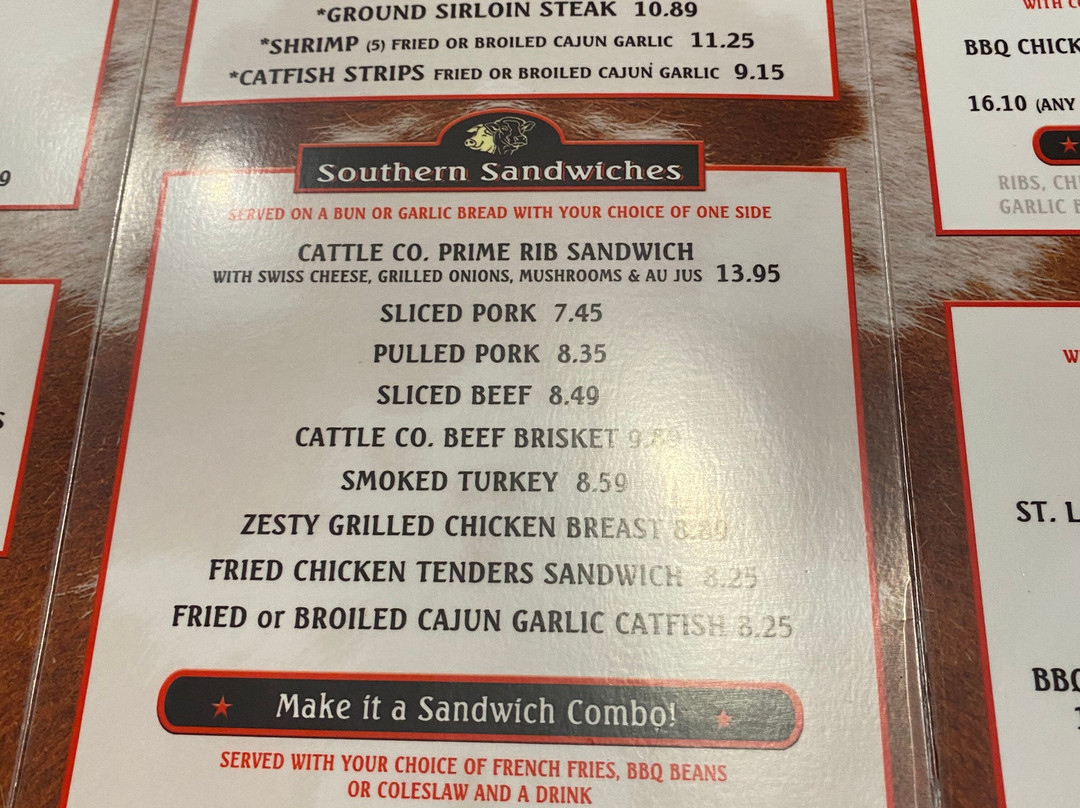 *GROUND SIRLOIN STEAK 10.89
*SHRIMP (5) FRIED OR BROILED CAJUN GARLIC 11.25
*CATFISH STRIPS FRIED OR BROILED CAJUN GARLIC 9.15
Southern Sandwiches
SERVED ON A BUN OR GARLIC BREAD WITH YOUR CHOICE OF ONE SIDE
CATTLE CO. PRIME RIB SANDWICH
WITH SWISS CHEESE, GRILLED ONIONS, MUSHROOMS & AU JUS 13.95
SLICED PORK 7.45
PULLED PORK 8.35
SLICED BEEF 8.49
CATTLE CO. BEEF BRISKET
SMOKED TURKEY 8.59
ZESTY GRILLED CHICKEN BREAST
FRIED CHICKEN TENDERS SANDWICH 8.25
FRIED or BROILED CAJUN GARLIC CATFISH 8.25
Make it a Sandwich Combo!
SERVED WITH YOUR CHOICE OF FRENCH FRIES, BBQ BEANS
OR COLESLAW AND A DRINK
BBQ CHICK
16.10 (ANY
RIBS,
GARLIC
ST. L
BBQ